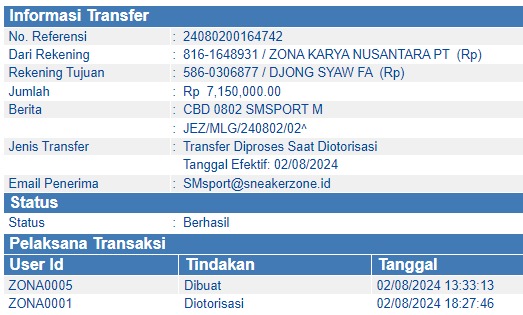 Informasi Transfer
No. Referensi : 24080200164742
Dari Rekening : 816-1648931 / ZONA KARYA NUSANTARA PT (Rp)
Rekening Tujuan : 586-0306877 / DJONG SYAW FA (Rp)
Jumlah : Rp 7,150,000.00
Berita : CBD 0802 SMSPORT M
: JEZ/MLG/240802/02^
Jenis Transfer : Transfer Diproses Saat Diotorisasi
Tanggal Efektif: 02/08/2024
Email Penerima : SMsport@sneakerzone.id
Status
Status : Berhasil
Pelaksana Transaksi
User Id Tindakan Tanggal
ZONA0005 Dibuat 02/08/2024 13:33:13
ZONA0001 Diotorisasi 02/08/2024 18:27:46